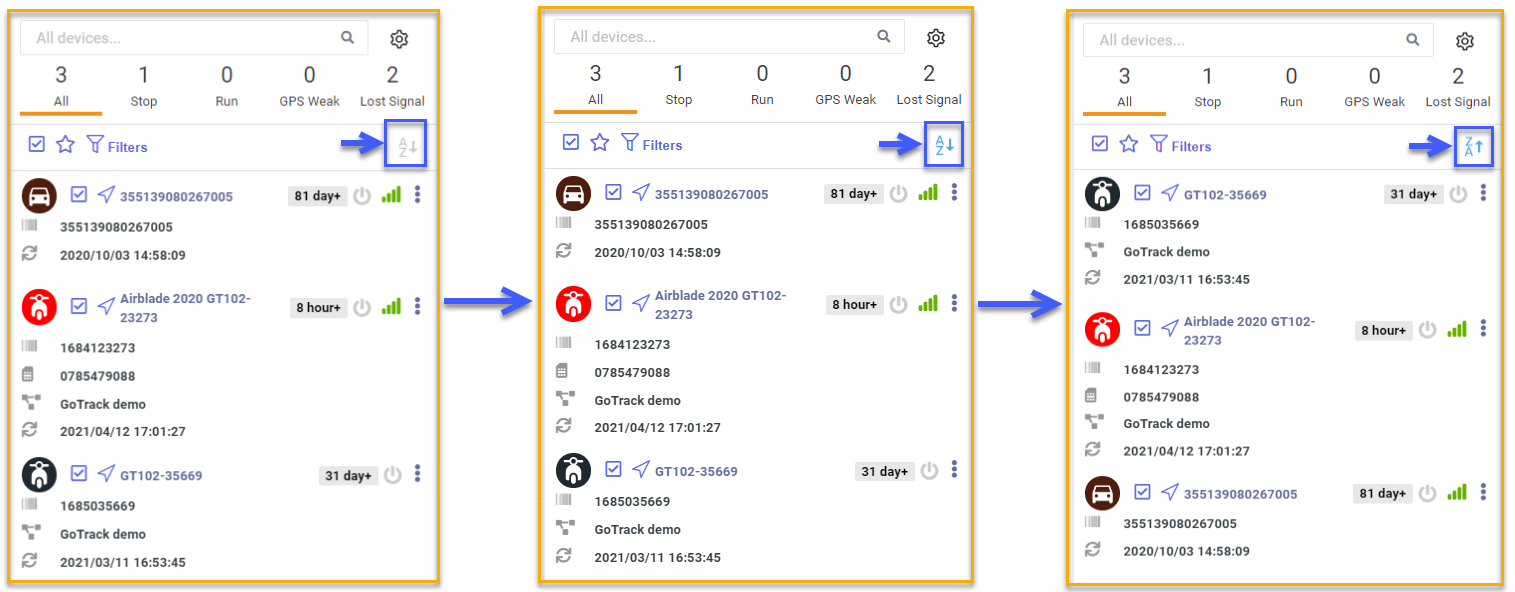 All devices...
3 1 0 0 2
All Stop Run GPS Weak Lost Signal
Filters
A
Z
355139080267005 81 day+
355139080267005
2020/10/03 14:58:09
Airblade 2020 GT102-
23273
8 hour+
1684123273
0785479088
GoTrack demo
2021/04/12 17:01:27
GT102-35669 31 day+
1685035669
GoTrack demo
2021/03/11 16:53:45
All devices...
3 1 0 0 2
All Stop Run GPS Weak Lost Signal
Filters
A
Z
355139080267005 81 day+
355139080267005
2020/10/03 14:58:09
Airblade 2020 GT102-
23273
8 hour+
1684123273
0785479088
GoTrack demo
2021/04/12 17:01:27
GT102-35669 31 day+
1685035669
GoTrack demo
2021/03/11 16:53:45
All devices...
3 1 0 0 2
All Stop Run GPS Weak Lost Signal
Filters
Z
A
GT102-35669 31 day+
1685035669
GoTrack demo
2021/03/11 16:53:45
Airblade 2020 GT102-
23273
8 hour+
1684123273
0785479088
GoTrack demo
2021/04/12 17:01:27
355139080267005 81 day+
355139080267005
2020/10/03 14:58:09